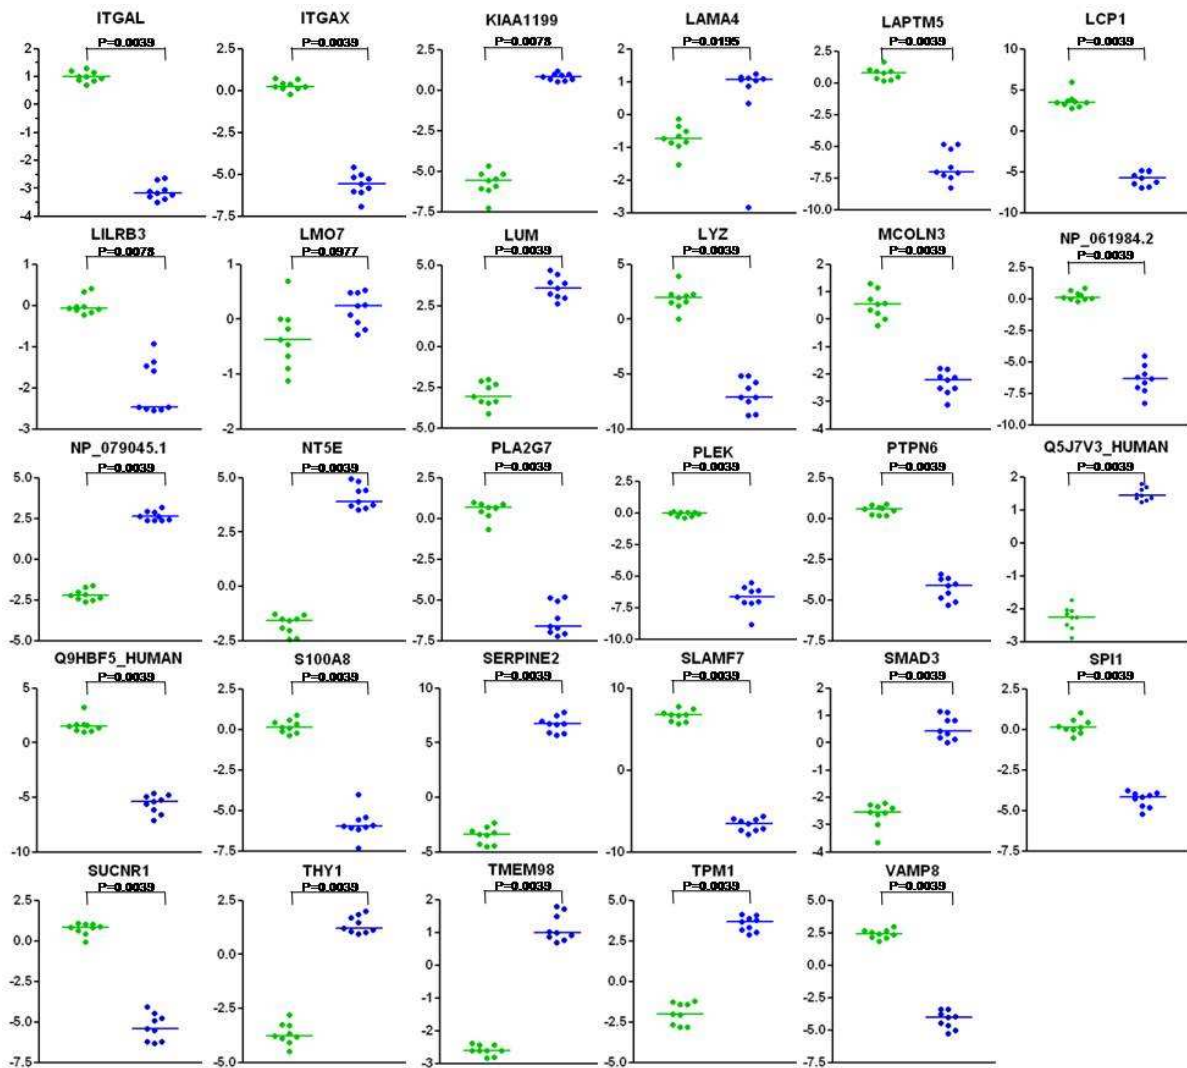 ITGAL
P=0.0039
2
1
0
-1
-2
-3
-4
ITGAX
P=0.0039
2.5
0.0
-2.5
-5.0
-7.5
KIAA1199
P=0.0078
2.5
0.0
-2.5
-5.0
-7.5
LAMA4
P=0.0195
2
1
0
-1
-2
-3
LAPTM5
P=0.0039
2.5
0.0
-2.5
-5.0
-7.5
-10.0
LCP1
P=0.0039
10
5
0
-5
-10
LILRB3
P=0.0078
1
0
-1
-2
-3
LMO7
P=0.0977
1
0
-1
-2
LUM
P=0.0039
5.0
2.5
0.0
-2.5
-5.0
LYZ
P=0.0039
5
0
-5
-10
MCOLN3
P=0.0039
2
1
0
-1
-2
-3
-4
NP_061984.2
P=0.0039
2.5
0.0
-2.5
-5.0
-7.5
-10.0
NP_079045.1
P=0.0039
5.0
2.5
0.0
-2.5
-5.0
NT5E
P=0.0039
5.0
2.5
0.0
-2.5
PLA2G7
P=0.0039
2.5
0.0
-2.5
-5.0
-7.5
PLEK
P=0.0039
2.5
0.0
-2.5
-5.0
-7.5
-10.0
PTPN6
P=0.0039
2.5
0.0
-2.5
-5.0
-7.5
Q5J7V3_HUMAN
P=0.0039
2
1
0
-1
-2
-3
Q9HBF5_HUMAN
P=0.0039
5
0
-5
-10
S100A8
P=0.0039
2.5
0.0
-2.5
-5.0
-7.5
SERPINE2
P=0.0039
10
5
0
-5
SLAMF7
P=0.0039
10
0
-10
SMAD3
P=0.0039
2
1
0
-1
-2
-3
-4
SPI1
P=0.0039
2.5
0.0
-2.5
-5.0
-7.5
SUCNR1
P=0.0039
2.5
0.0
-2.5
-5.0
-7.5
THY1
P=0.0039
2.5
0.0
-2.5
-5.0
TMEM98
P=0.0039
2
1
0
-1
-2
-3
TPM1
P=0.0039
5.0
2.5
0.0
-2.5
-5.0
VAMP8
P=0.0039
5.0
2.5
0.0
-2.5
-5.0
-7.5